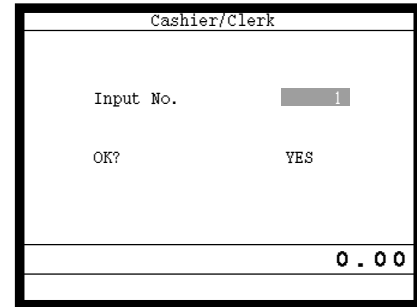 Cashier/Clerk
Input No. 1
OK? YES
0.00